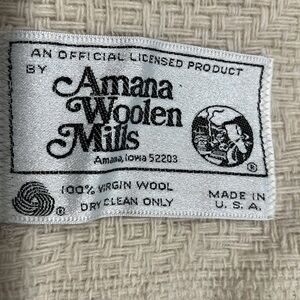 AN OFFICIAL LICENSED PRODUCT
BY Amana
Woolen
Mills
Amana, Iowa 52203
®
100% VIRGIN WOOL
DRY CLEAN ONLY
MADE IN
U.S.A.
®